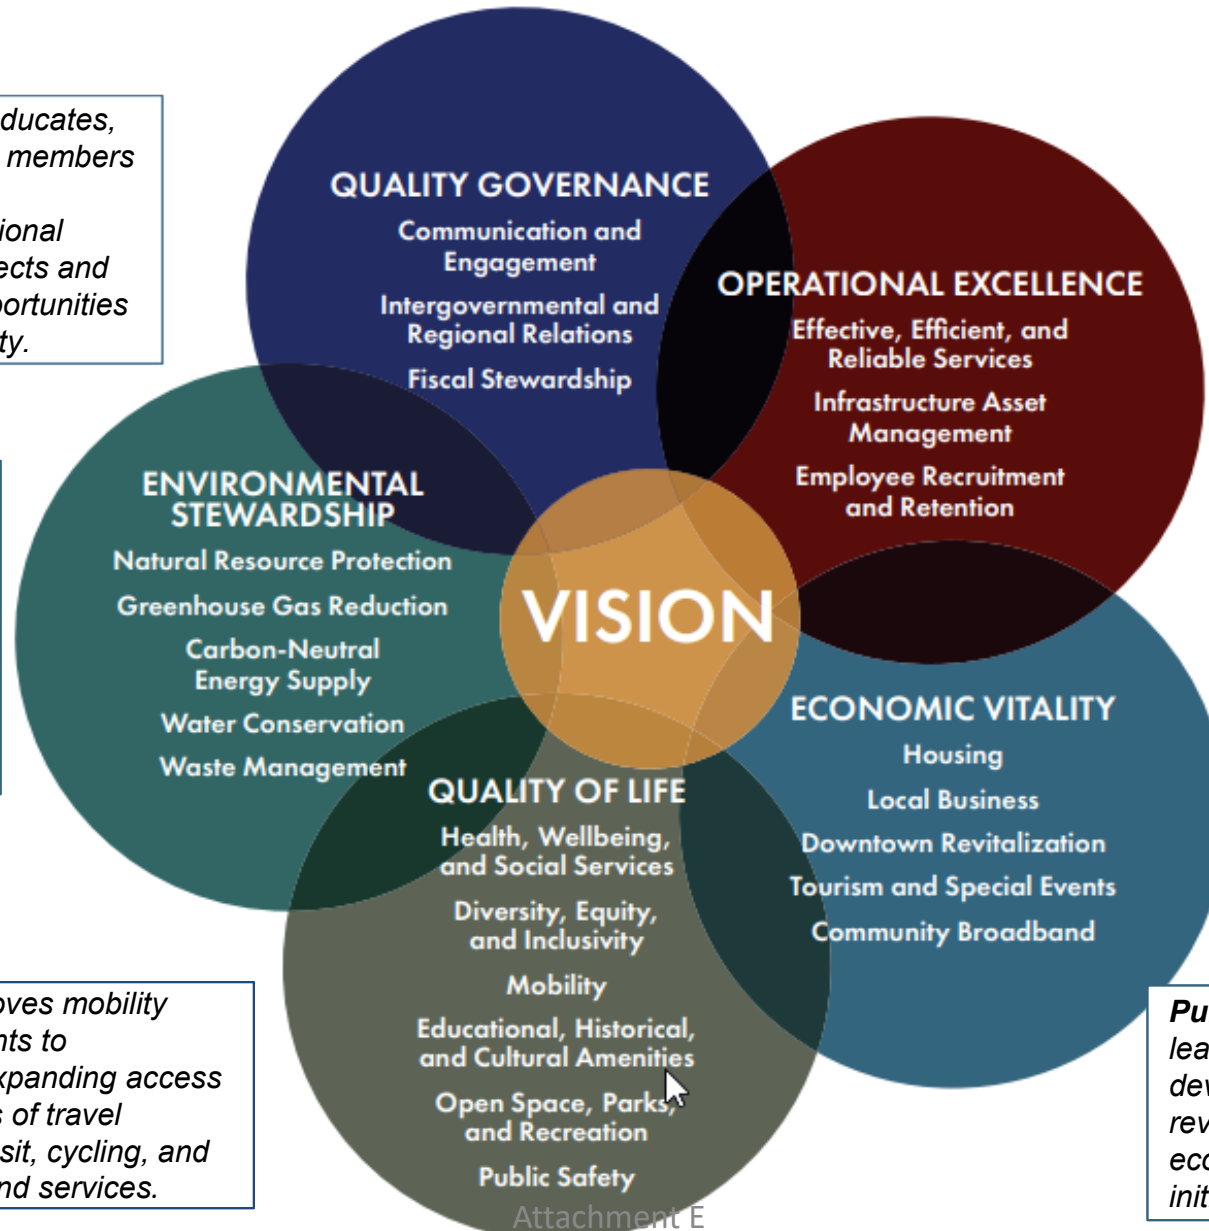 educates,
members
ional
ects and
portunities
ty.
QUALITY GOVERNANCE
Communication and
Engagement
Intergovernmental and
Regional Relations
Fiscal Stewardship
OPERATIONAL EXCELLENCE
Effective, Efficient, and
Reliable Services
Infrastructure Asset
Management
Employee Recruitment
and Retention
ENVIRONMENTAL
STEWARDSHIP
Natural Resource Protection
Greenhouse Gas Reduction
Carbon-Neutral
Energy Supply
Water Conservation
Waste Management
VISION
ECONOMIC VITALITY
Housing
Local Business
Downtown Revitalization
Tourism and Special Events
Community Broadband
QUALITY OF LIFE
Health, Wellbeing,
and Social Services
Diversity, Equity,
and Inclusivity
Mobility
Educational, Historical,
and Cultural Amenities
Open Space, Parks,
and Recreation
Public Safety
oves mobility
nts to
expanding access
s of travel
sit, cycling, and
nd services.
Pu
lea
dev
rev
eco
init
Attachment E